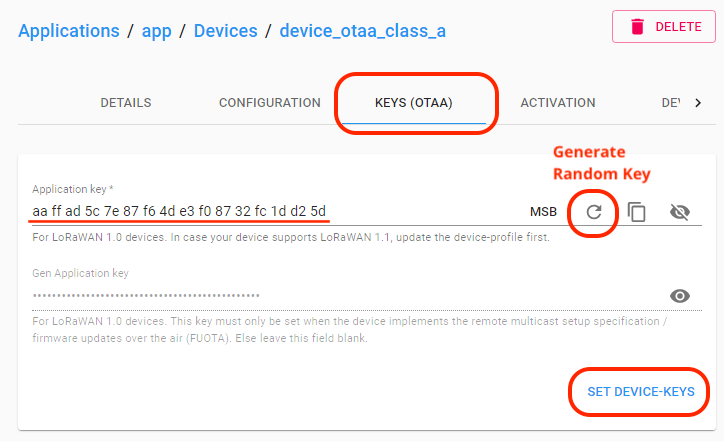 Applications / app / Devices / device_otaa_class_a
DELETE
DETAILS CONFIGURATION KEYS (OTAA) ACTIVATION DEV
Generate
Random Key
Application key *
aa ff ad 5c 7e 87 f6 4d e3 f0 87 32 fc 1d d2 5d
MSB
For LoRaWAN 1.0 devices. In case your device supports LoRaWAN 1.1, update the device-profile first.
Gen Application key
••••••••••••••••••••••••••••••••••••••••••••••••
For LoRaWAN 1.0 devices. This key must only be set when the device implements the remote multicast setup specification /
firmware updates over the air (FUOTA). Else leave this field blank.
SET DEVICE-KEYS